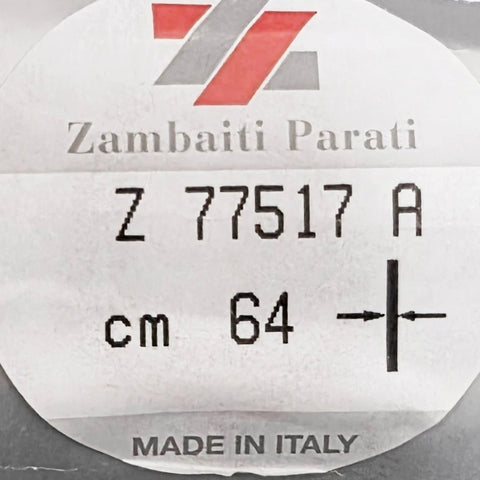 Zambaiti Parati
Z 77517 A
cm 64
MADE IN ITALY